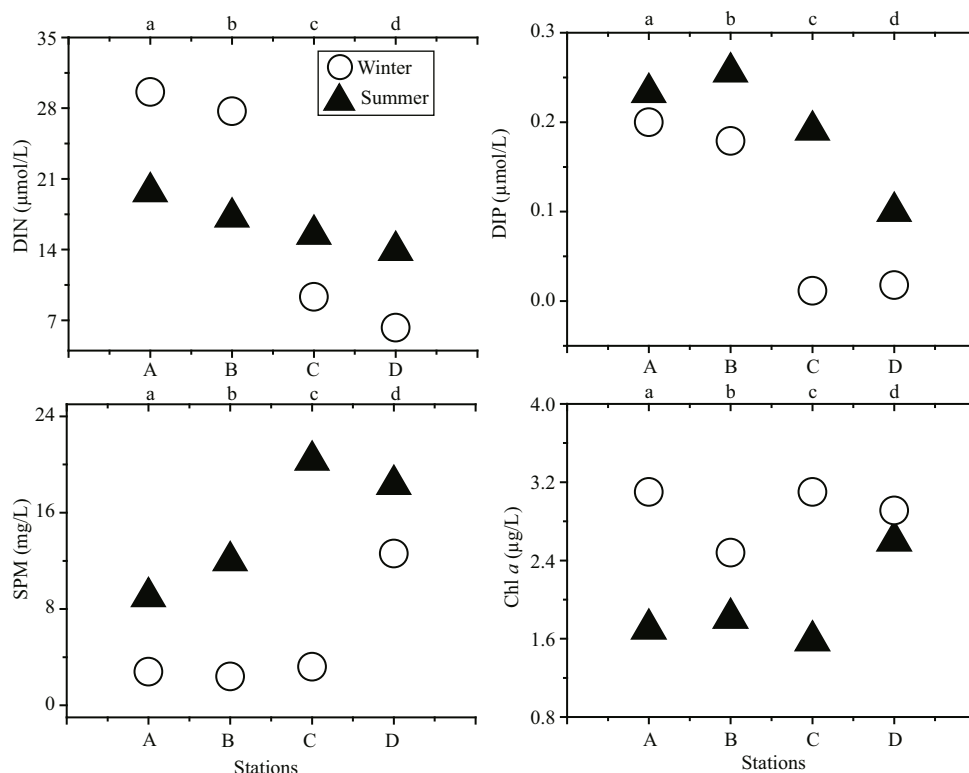 a b c d
35
28
21
14
7
DIN (µmol/L)
Winter
Summer
A B C D
a b c d
0.3
0.2
0.1
0.0
DIP (µmol/L)
A B C D
a b c d
24
16
8
0
SPM (mg/L)
A B C D
Stations
a b c d
4.0
3.2
2.4
1.6
0.8
Chl a (µg/L)
A B C D
Stations